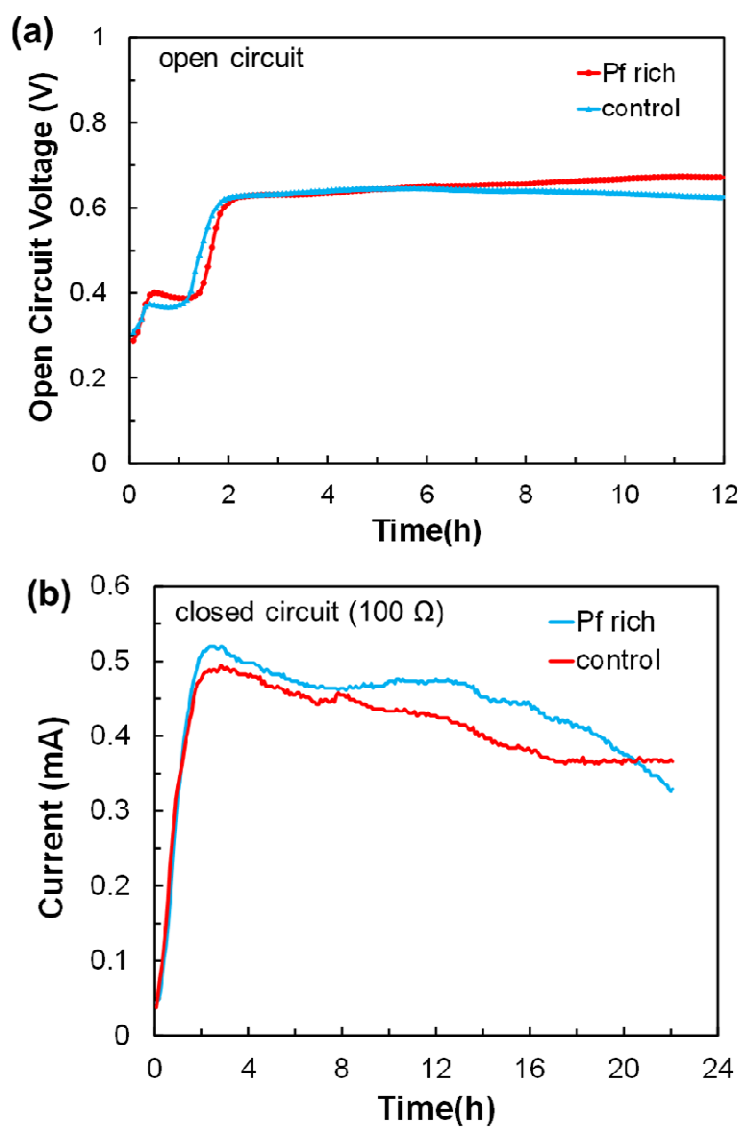 (a)
open circuit
Pf rich
control
Open Circuit Voltage (V)
1
0.8
0.6
0.4
0.2
0
0 2 4 6 8 10 12
Time(h)
(b)
closed circuit (100 Ω)
Pf rich
control
Current (mA)
0.6
0.5
0.4
0.3
0.2
0.1
0
0 4 8 12 16 20 24
Time(h)